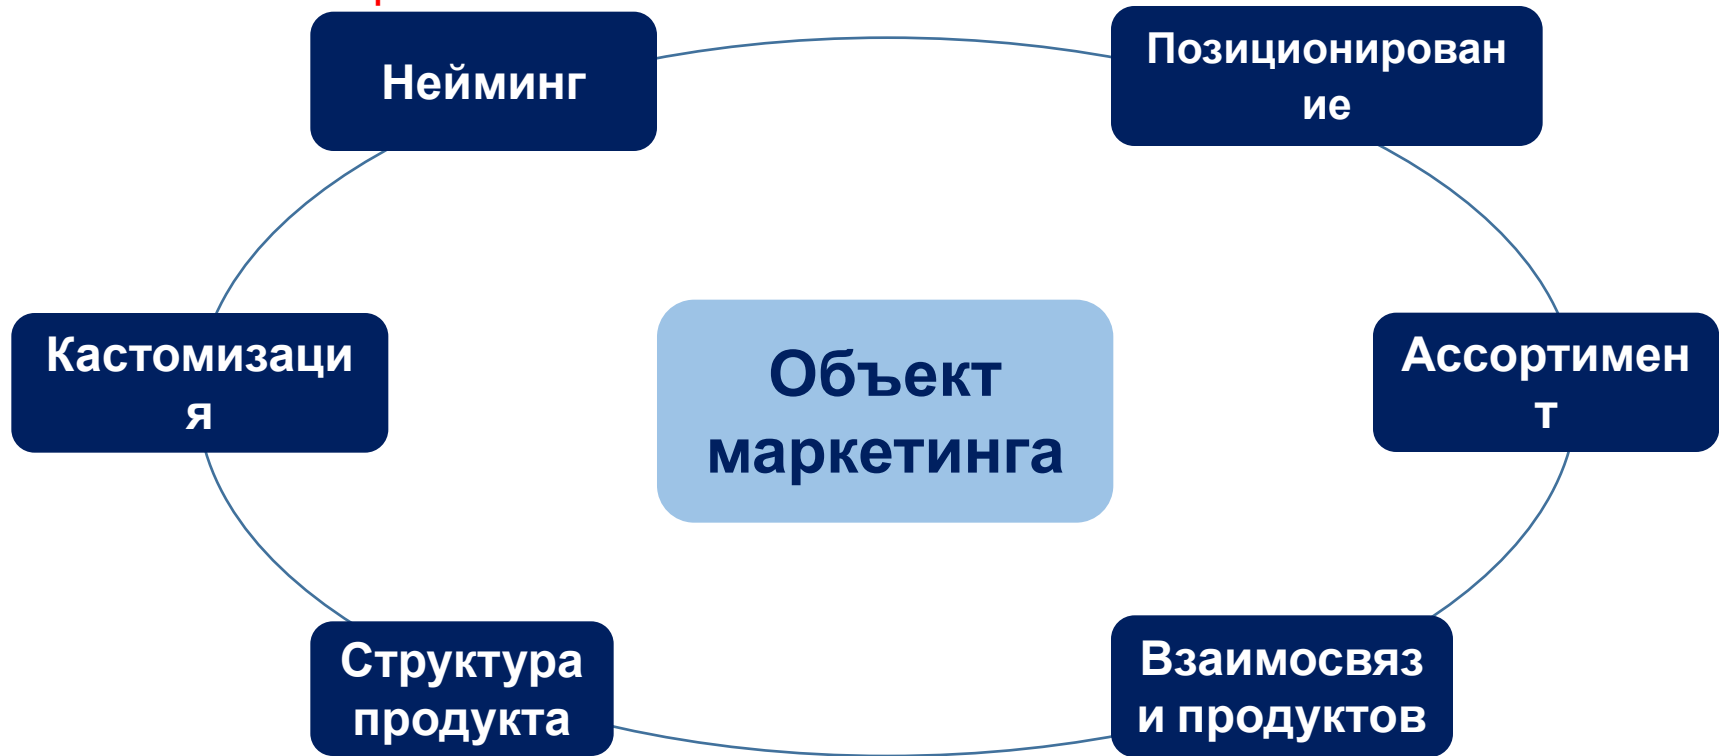 Нейминг
Позиционирован
ие
Кастомизаци
я
Объект
маркетинга
Ассортимен
т
Структура
продукта
Взаимосвяз
и продуктов